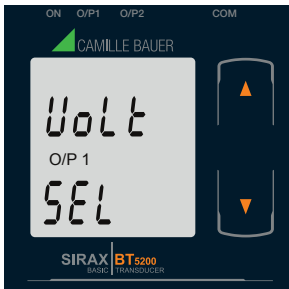 ON O/P1 O/P2 COM
CAMILLE BAUER
VoLt
O/P 1
SEL
SIRAX BT5200
BASIC TRANSDUCER